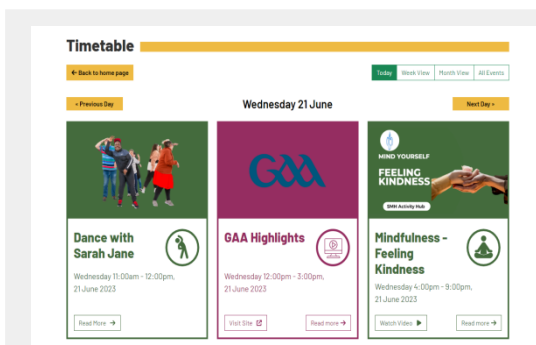 Timetable
← Back to home page
Today Week View Month View All Events
« Previous Day
Wednesday 21 June
Next Day »
GAA
MIND YOURSELF
FEELING
KINDNESS
SMH Activity Hub
Dance with
Sarah Jane
Wednesday 11:00am - 12:00pm,
21 June 2023
Read More →
GAA Highlights
Wednesday 12:00pm - 3:00pm,
21 June 2023
Visit Site
Read more →
Mindfulness -
Feeling
Kindness
Wednesday 4:00pm - 9:00pm,
21 June 2023
Watch Video
Read more →